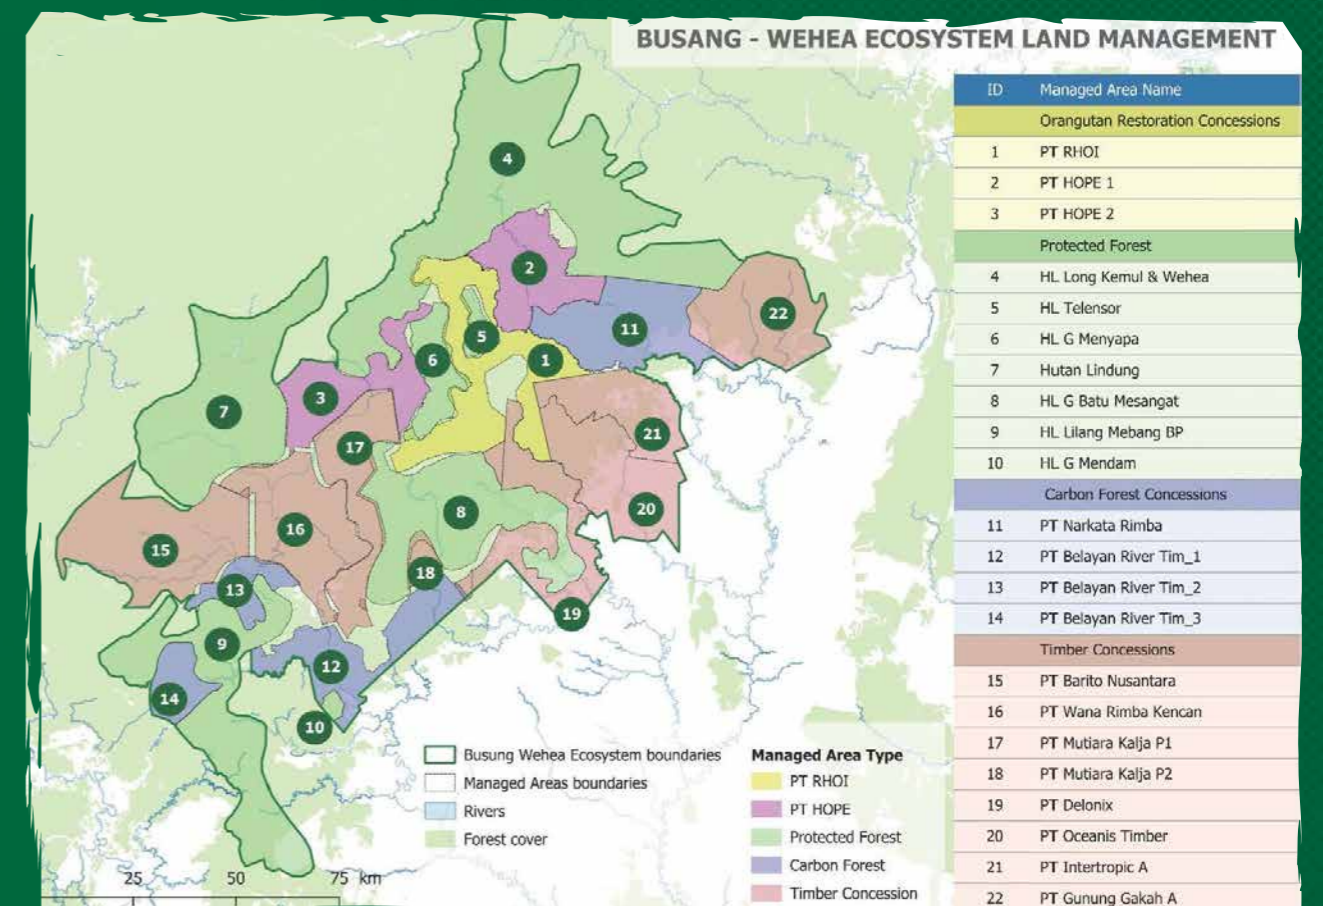 BUSANG - WEHEA ECOSYSTEM LAND MANAGEMENT
ID Managed Area Name
Orangutan Restoration Concessions
1 PT RHOI
2 PT HOPE 1
3 PT HOPE 2
Protected Forest
4 HL Long Kemul & Wehea
5 HL Telensor
6 HL G Menyapa
7 Hutan Lindung
8 HL G Batu Mesangat
9 HL Lilang Mebang BP
10 HL G Mendam
Carbon Forest Concessions
11 PT Narkata Rimba
12 PT Belayan River Tim_1
13 PT Belayan River Tim_2
14 PT Belayan River Tim_3
Timber Concessions
15 PT Barito Nusantara
16 PT Wana Rimba Kencan
17 PT Mutiara Kalja P1
18 PT Mutiara Kalja P2
19 PT Delonix
20 PT Oceanis Timber
21 PT Intertropic A
22 PT Gunung Gakah A
4
2
22
11
5
1
6
3
7
17
21
8
20
16
15
18
13
19
9
12
14
10
Busung Wehea Ecosystem boundaries
Managed Areas boundaries
Rivers
Forest cover
Managed Area Type
PT RHOI
PT HOPE
Protected Forest
Carbon Forest
Timber Concession
25 50 75 km